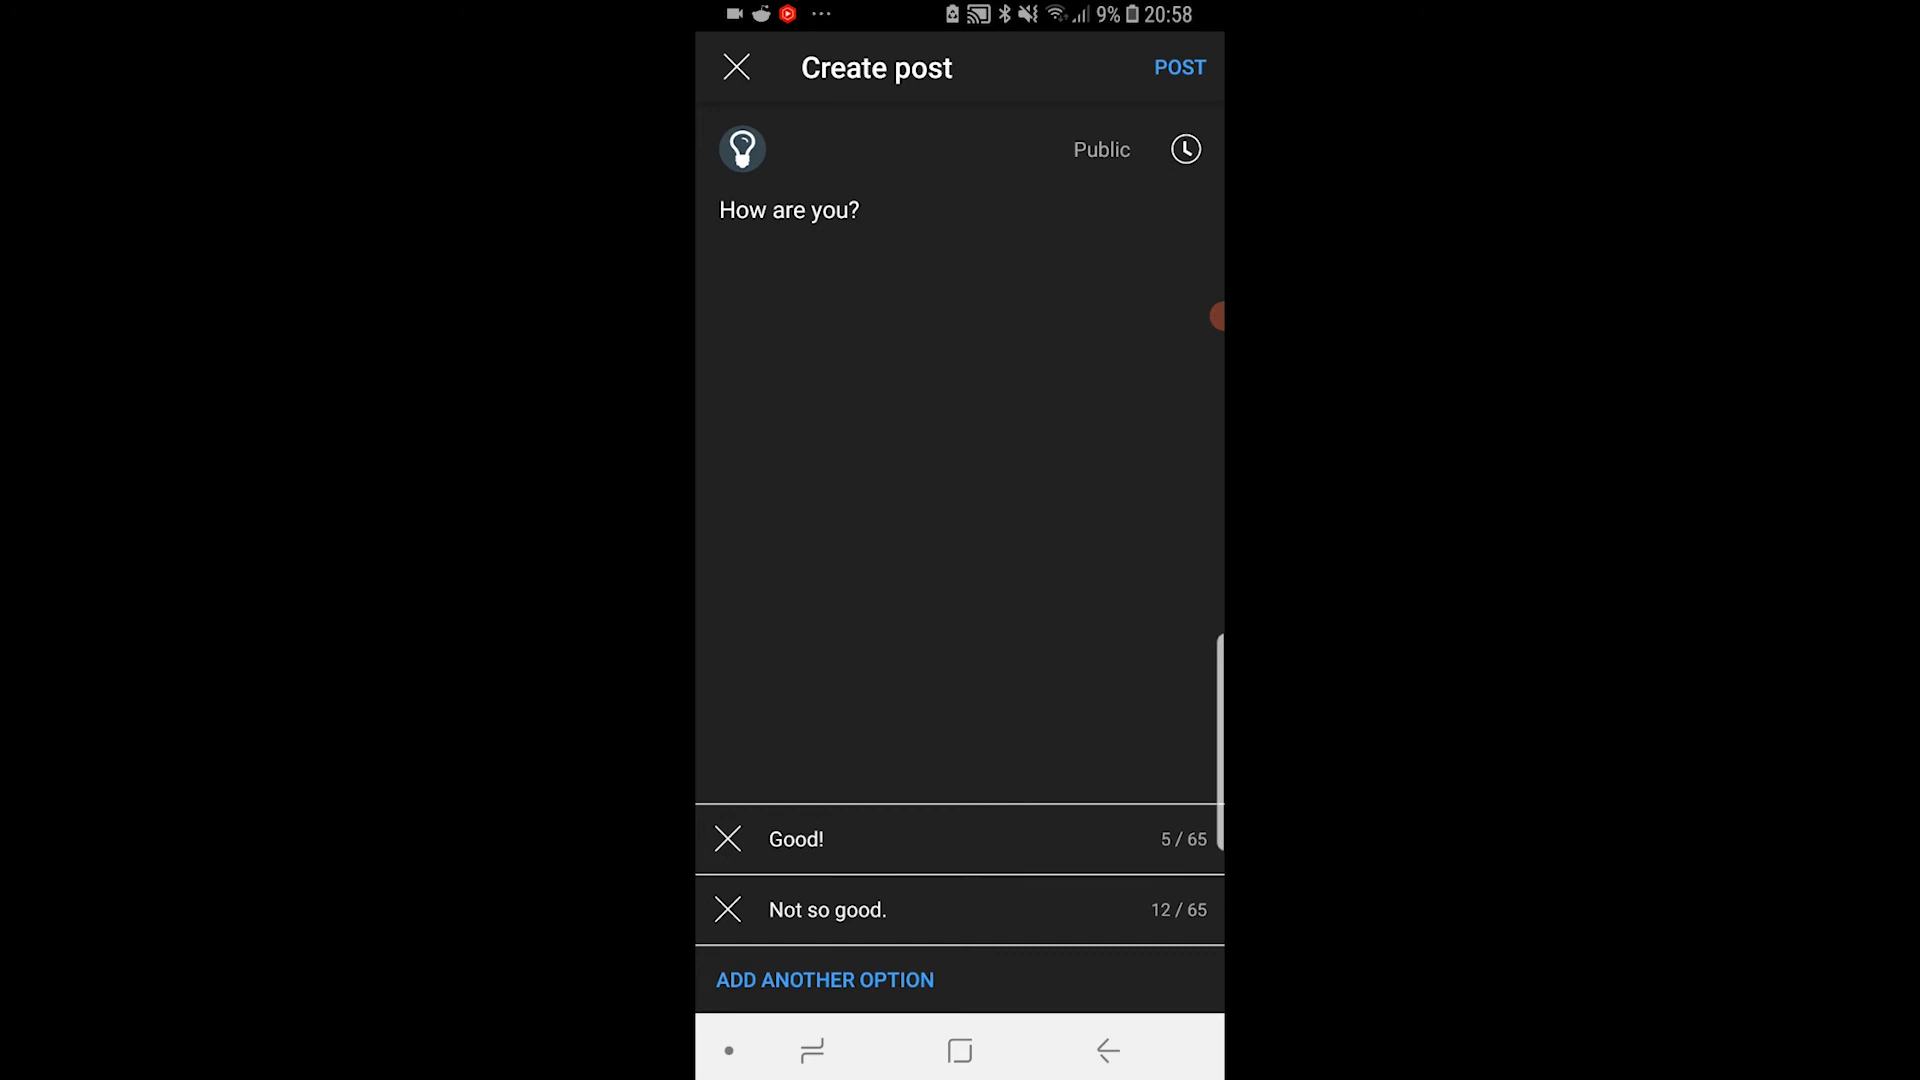 9% 20:58
Create post POST
Public
How are you?
Good! 5 / 65
Not so good. 12 / 65
ADD ANOTHER OPTION